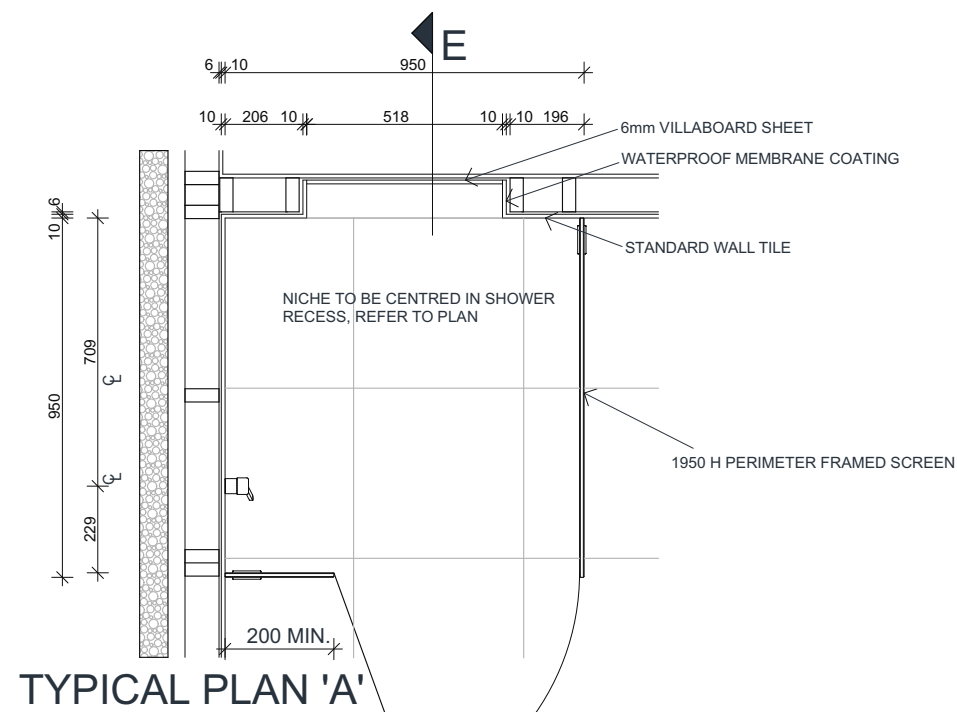 E
6 10 950
10 206 10 518 10 10 196
6mm VILLABOARD SHEET
WATERPROOF MEMBRANE COATING
10 6
STANDARD WALL TILE
NICHE TO BE CENTRED IN SHOWER
RECESS, REFER TO PLAN
709
CL
950
1950 H PERIMETER FRAMED SCREEN
CL
229
200 MIN.
TYPICAL PLAN 'A'